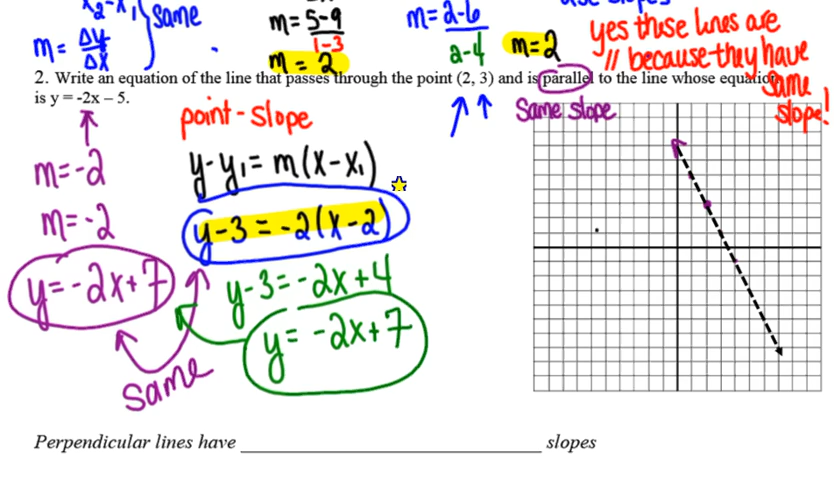 x₂-x₁ } Same
m = Δy/Δx
m = 5-9/1-3
m = 2
m = 2-6/2-4 m=2
yes those lines are
// because they have
same
slope!
2. Write an equation of the line that passes through the point (2, 3) and is parallel to the line whose equation
is y = -2x – 5.
Same slope
point-slope
m=-2
m=-2
y=-2x+7
y-y₁=m(x-x₁)
y-3=-2(x-2)
y-3=-2x+4
y=-2x+7
Same
Perpendicular lines have ______________________________ slopes